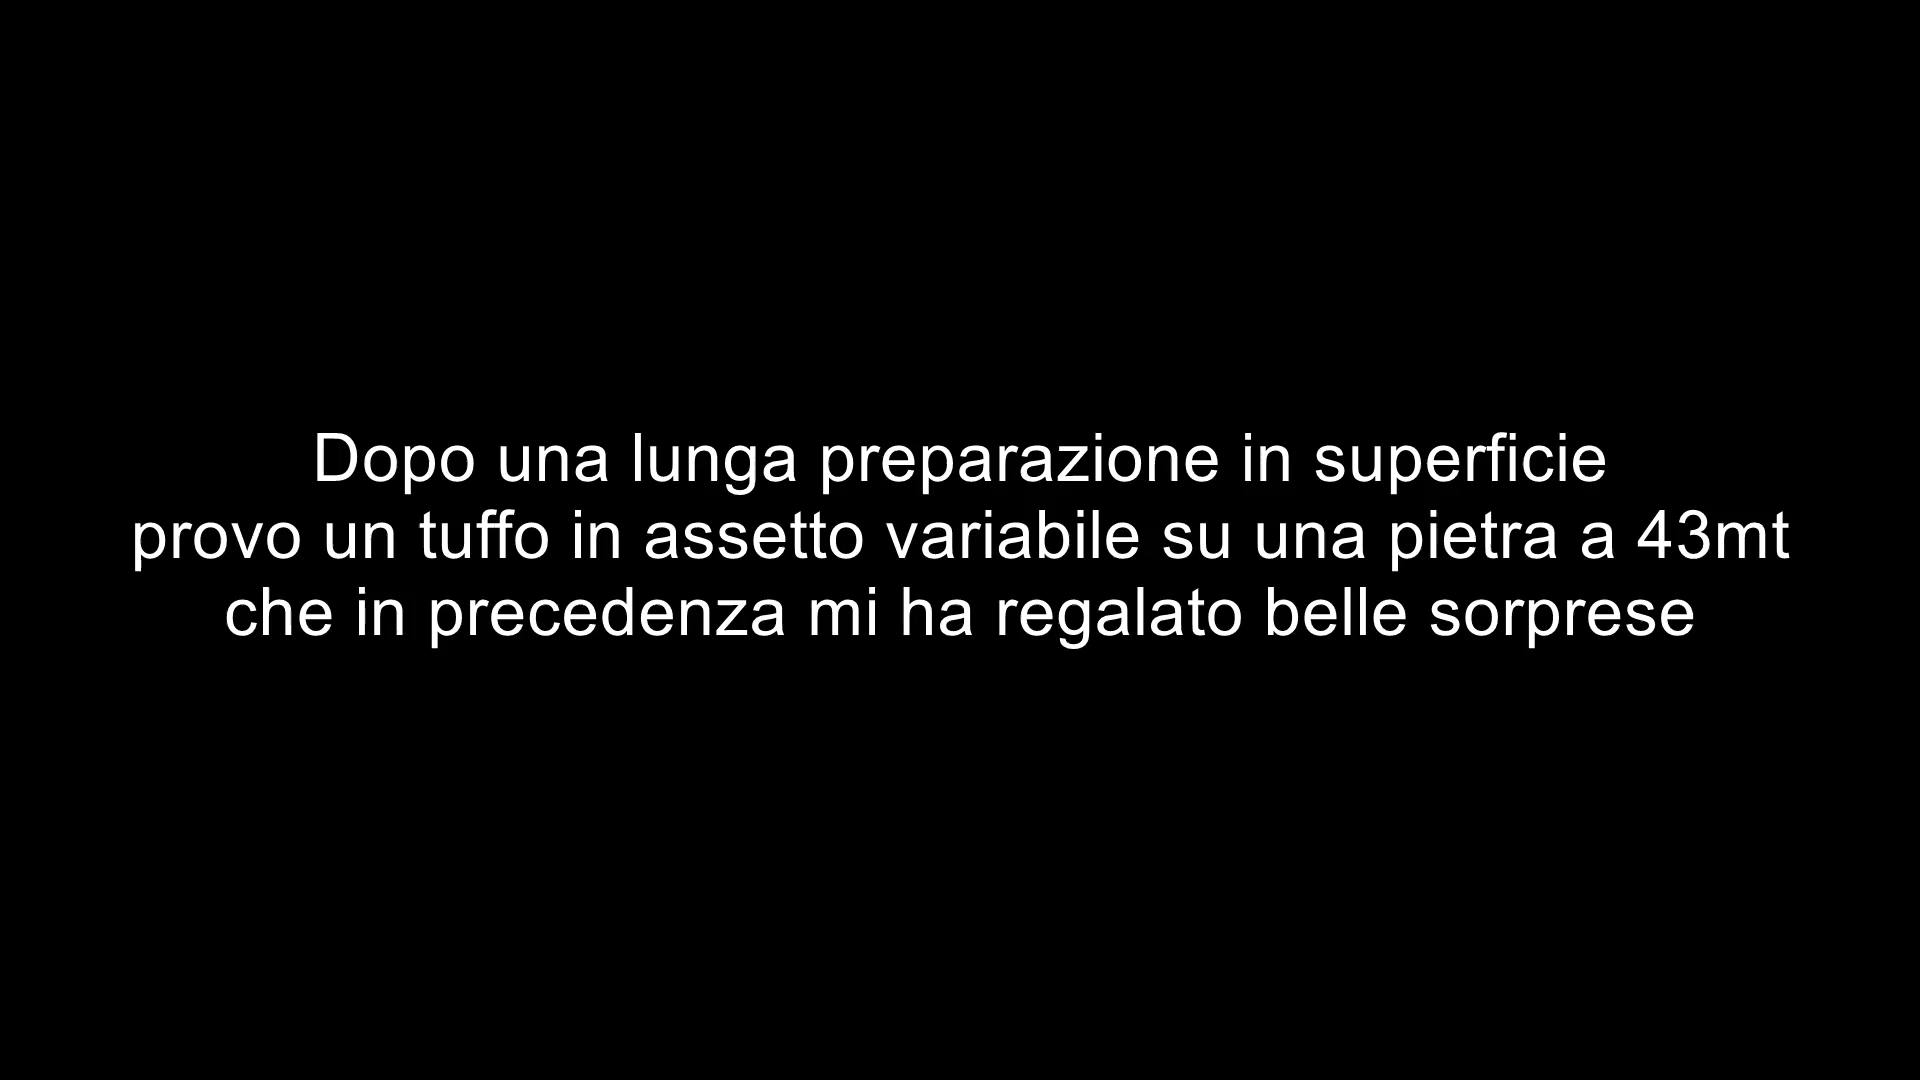 Dopo una lunga preparazione in superficie
provo un tuffo in assetto variabile su una pietra a 43mt
che in precedenza mi ha regalato belle sorprese